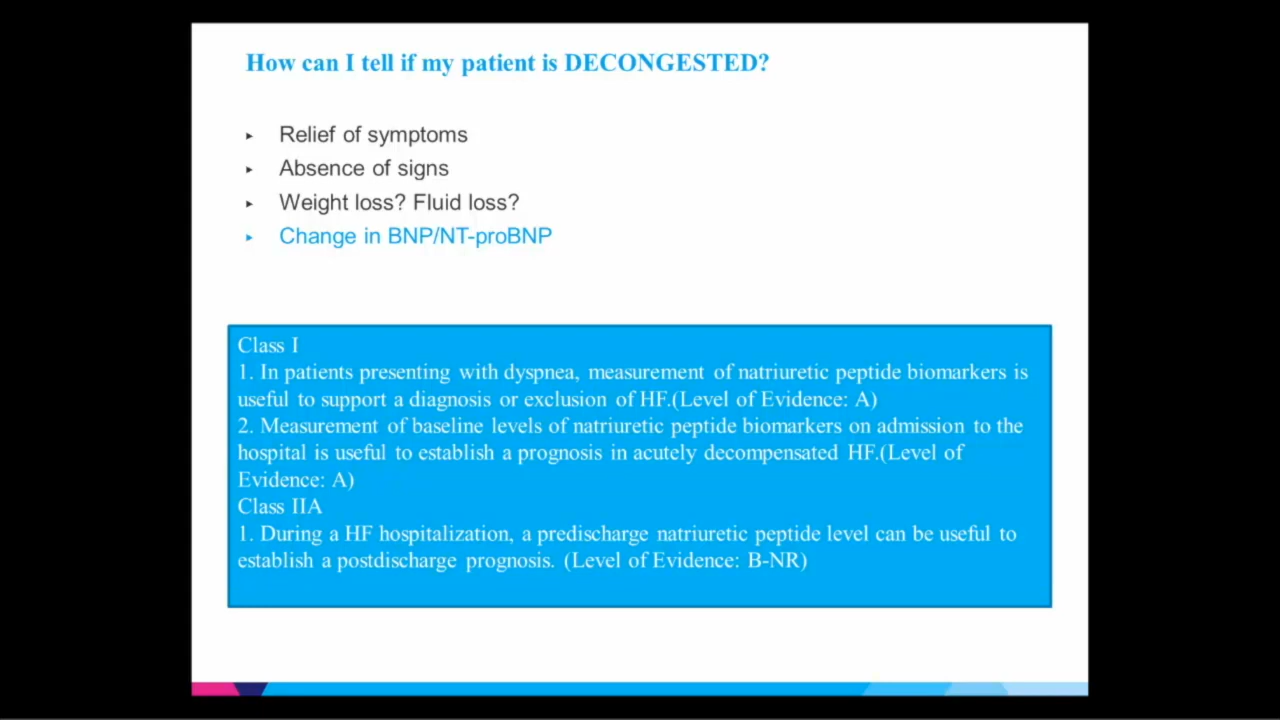 How can I tell if my patient is DECONGESTED?
Relief of symptoms
Absence of signs
Weight loss? Fluid loss?
Change in BNP/NT-proBNP
Class I
1. In patients presenting with dyspnea, measurement of natriuretic peptide biomarkers is
useful to support a diagnosis or exclusion of HF.(Level of Evidence: A)
2. Measurement of baseline levels of natriuretic peptide biomarkers on admission to the
hospital is useful to establish a prognosis in acutely decompensated HF.(Level of
Evidence: A)
Class IIA
1. During a HF hospitalization, a predischarge natriuretic peptide level can be useful to
establish a postdischarge prognosis. (Level of Evidence: B-NR)